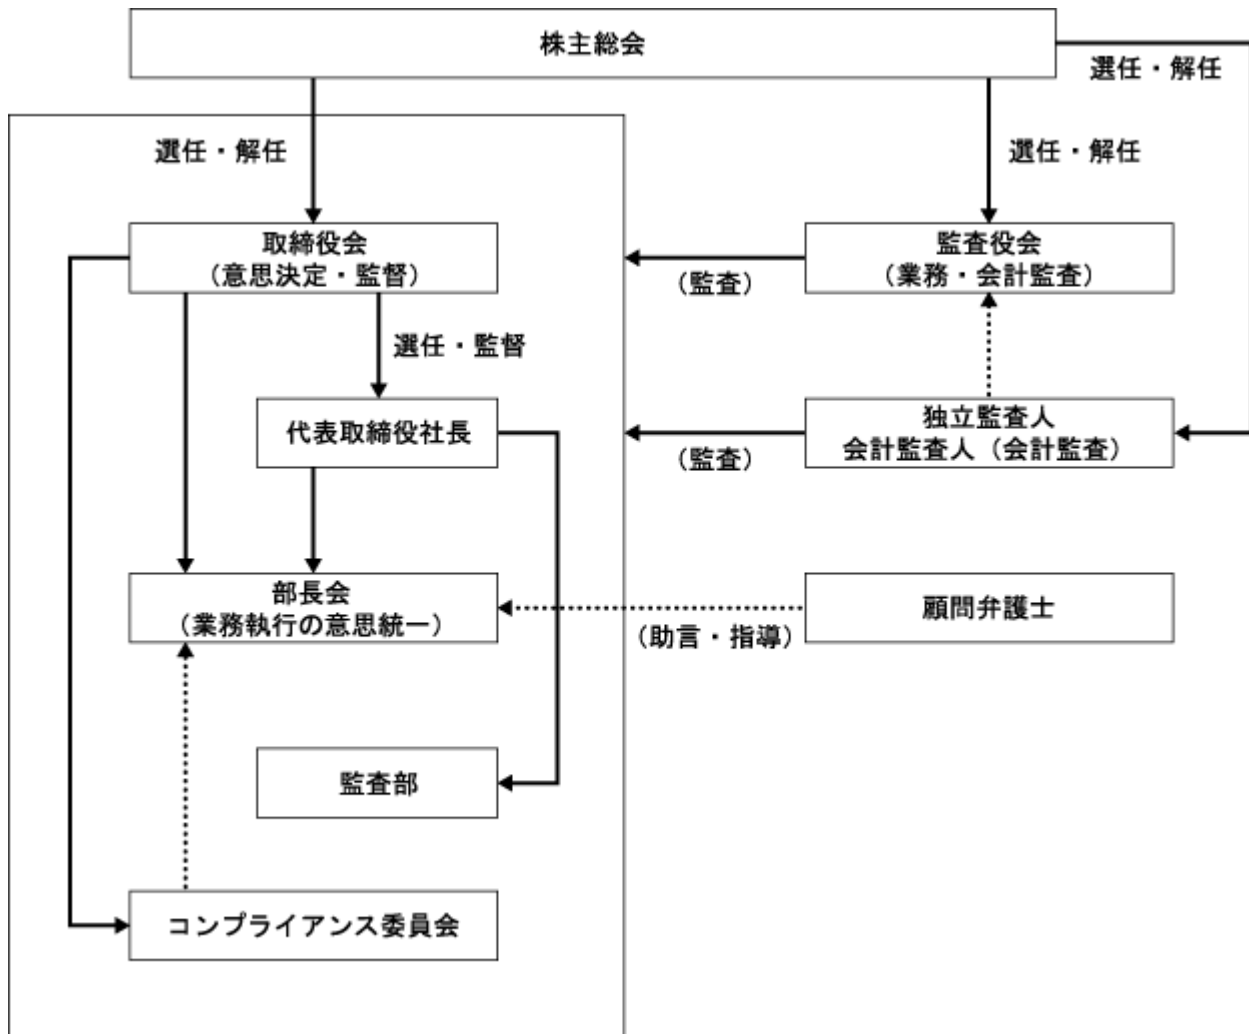 株主総会
選任・解任
選任・解任
選任・解任
取締役会
（意思決定・監督）
監査役会
（業務・会計監査）
（監査）
選任・監督
代表取締役社長
独立監査人
会計監査人（会計監査）
（監査）
部長会
（業務執行の意思統一）
顧問弁護士
（助言・指導）
監査部
コンプライアンス委員会